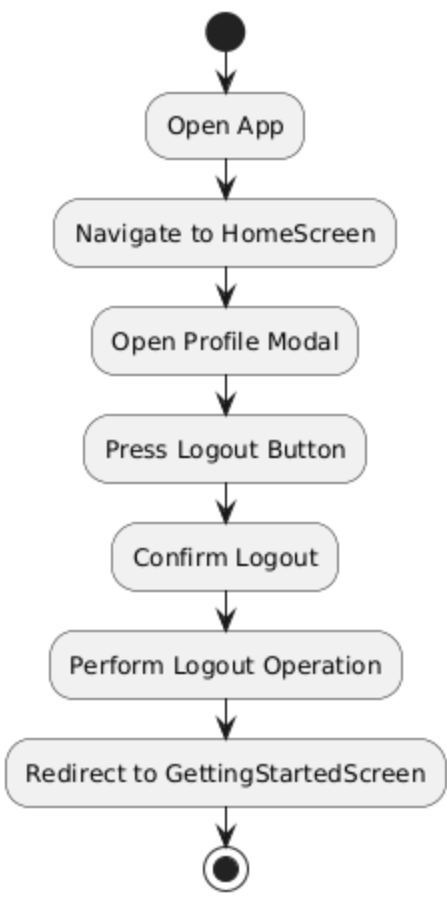 Open App
Navigate to HomeScreen
Open Profile Modal
Press Logout Button
Confirm Logout
Perform Logout Operation
Redirect to GettingStartedScreen